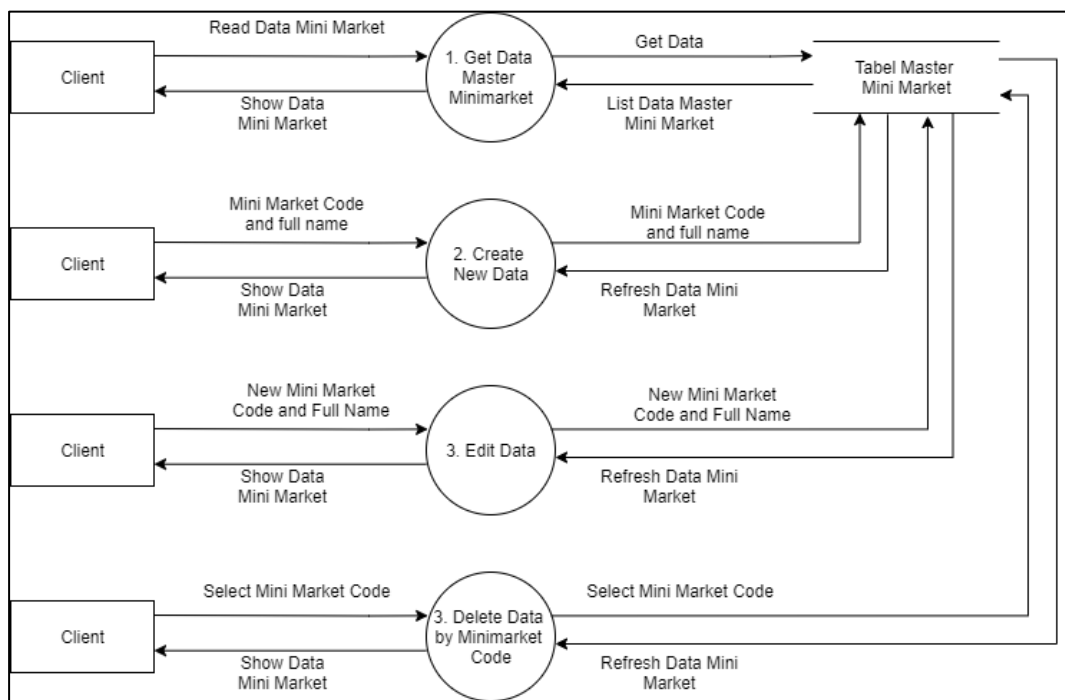 Read Data Mini Market
Client
Show Data
Mini Market
1. Get Data
Master
Minimarket
Get Data
List Data Master
Mini Market
Tabel Master
Mini Market
Mini Market Code
and full name
Client
Show Data
Mini Market
2. Create
New Data
Mini Market Code
and full name
Refresh Data Mini
Market
New Mini Market
Code and Full Name
Client
Show Data
Mini Market
3. Edit Data
New Mini Market
Code and Full Name
Refresh Data Mini
Market
Select Mini Market Code
Client
Show Data
Mini Market
3. Delete Data
by Minimarket
Code
Select Mini Market Code
Refresh Data Mini
Market